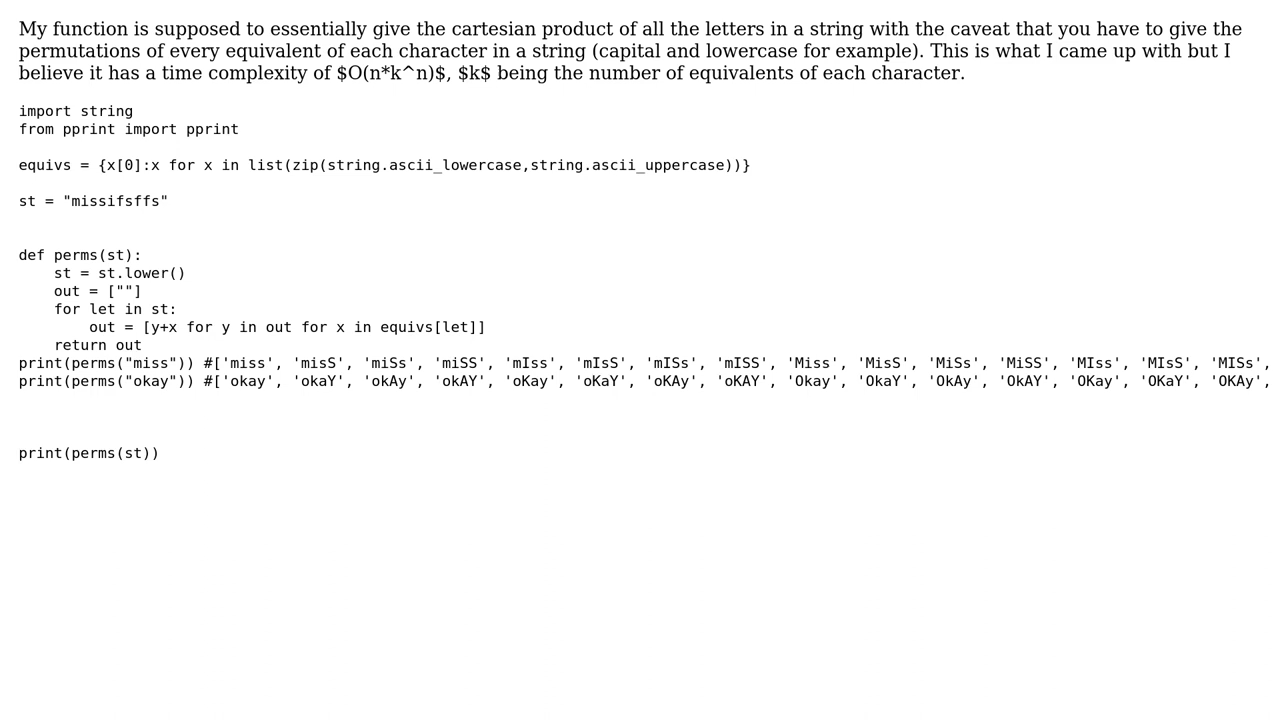 My function is supposed to essentially give the cartesian product of all the letters in a string with the caveat that you have to give the
permutations of every equivalent of each character in a string (capital and lowercase for example). This is what I came up with but I
believe it has a time complexity of $O(n*k^n)$, $k$ being the number of equivalents of each character.
import string
from pprint import pprint
equivs = {x[0]:x for x in list(zip(string.ascii_lowercase,string.ascii_uppercase))}
st = "missifsffs"
def perms(st):
    st = st.lower()
    out = [""]
    for let in st:
        out = [y+x for y in out for x in equivs[let]]
    return out
print(perms("miss")) #['miss', 'misS', 'miSs', 'miSS', 'mIss', 'mIsS', 'mISs', 'mISS', 'Miss', 'MisS', 'MiSs', 'MiSS', 'MIss', 'MIsS', 'MISs',
print(perms("okay")) #['okay', 'okaY', 'okAy', 'okAY', 'oKay', 'oKaY', 'oKAy', 'oKAY', 'Okay', 'OkaY', 'OkAy', 'OkAY', 'OKay', 'OKaY', 'OKAy',
print(perms(st))